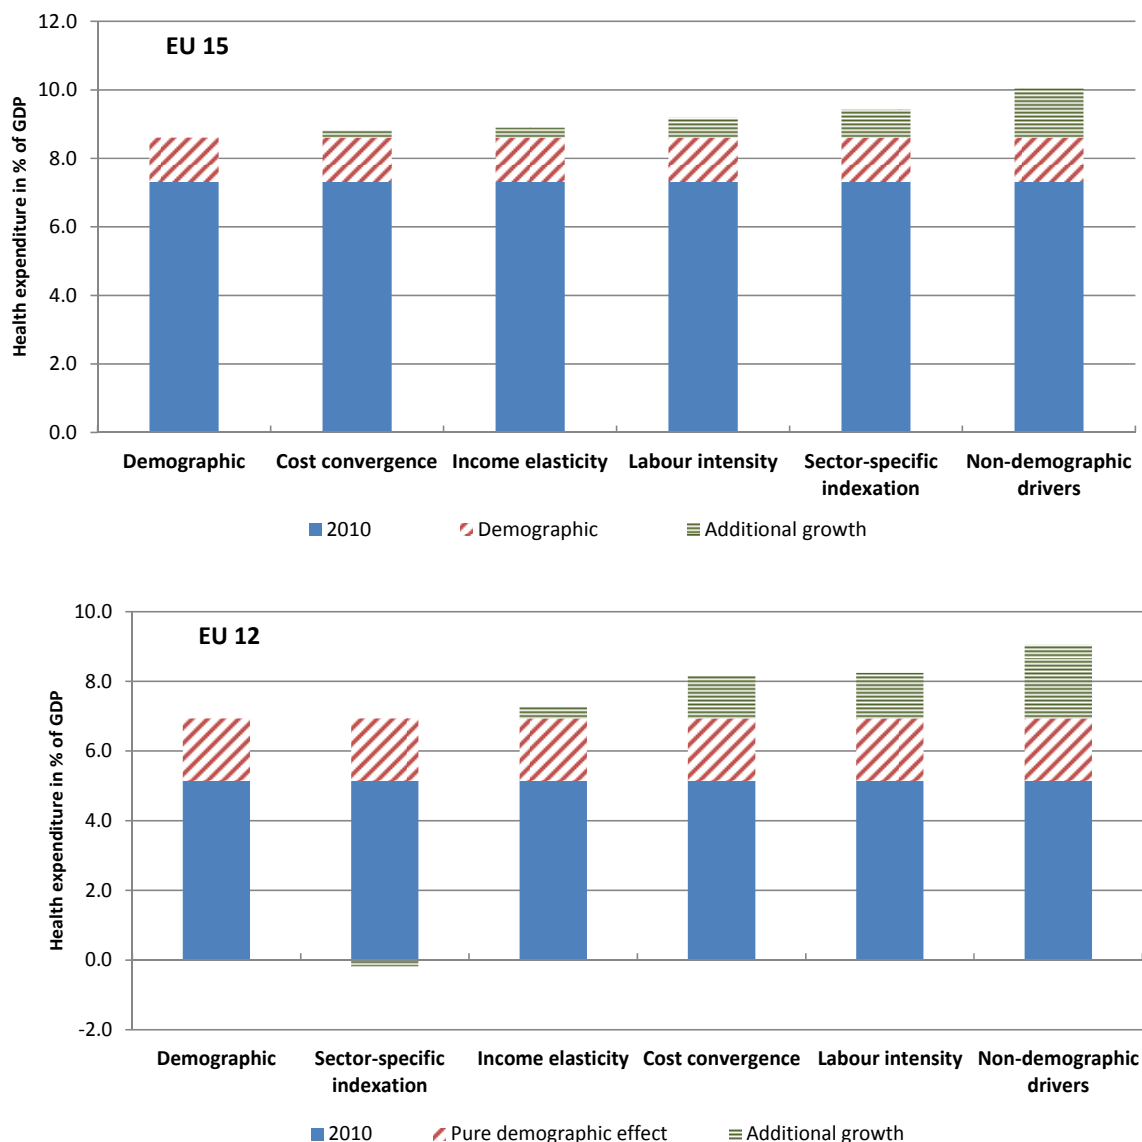 EU 15
Health expenditure in % of GDP
12.0
10.0
8.0
6.0
4.0
2.0
0.0
Demographic
Cost convergence
Income elasticity
Labour intensity
Sector-specific
indexation
Non-demographic
drivers
2010
Demographic
Additional growth
EU 12
Health expenditure in % of GDP
10.0
8.0
6.0
4.0
2.0
0.0
-2.0
Demographic
Sector-specific
indexation
Income elasticity
Cost convergence
Labour intensity
Non-demographic
drivers
2010
Pure demographic effect
Additional growth